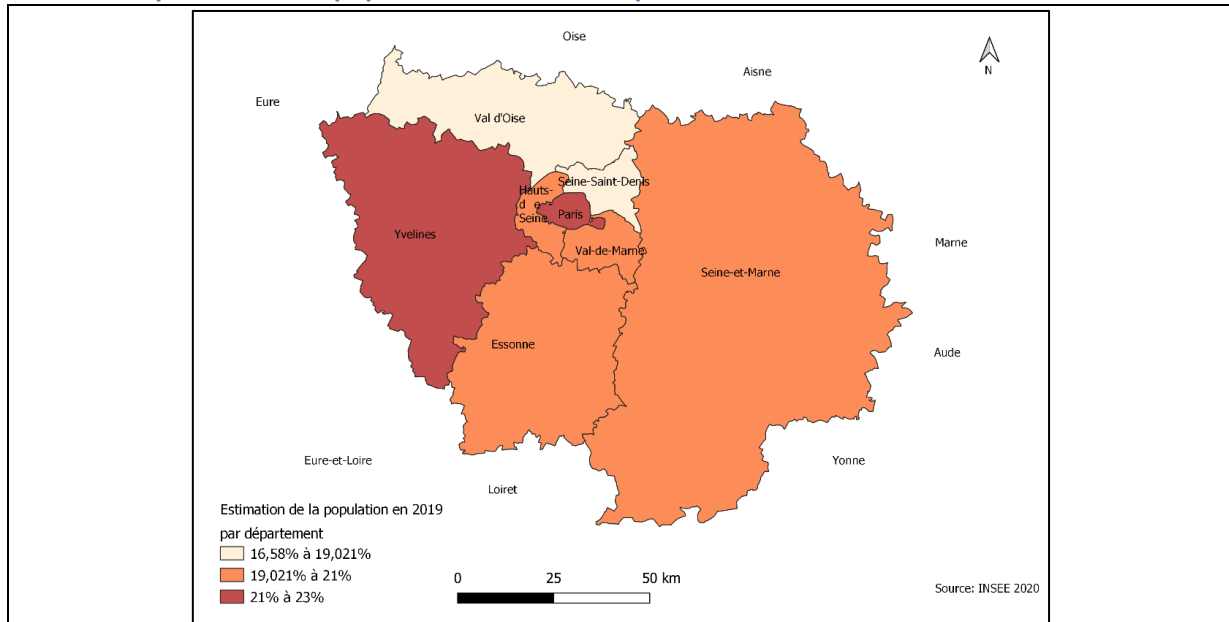 Oise
N
Aisne
Eure
Val d'Oise
Seine-Saint-Denis
Hauts-
d e
Seine
Paris
Yvelines
Val-de-Marne
Marne
Seine-et-Marne
Essonne
Aude
Eure-et-Loire
Yonne
Loiret
Estimation de la population en 2019
par département
16,58% à 19,021%
19,021% à 21%
21% à 23%
0 25 50 km
Source: INSEE 2020